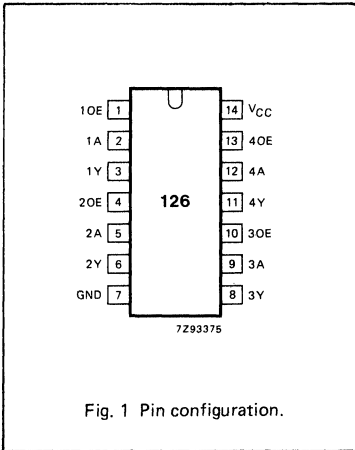 1OE 1 14 VCC
1A 2 13 4OE
1Y 3 12 4A
2OE 4 126 11 4Y
2A 5 10 3OE
2Y 6 9 3A
GND 7 8 3Y
7Z93375
Fig. 1 Pin configuration.